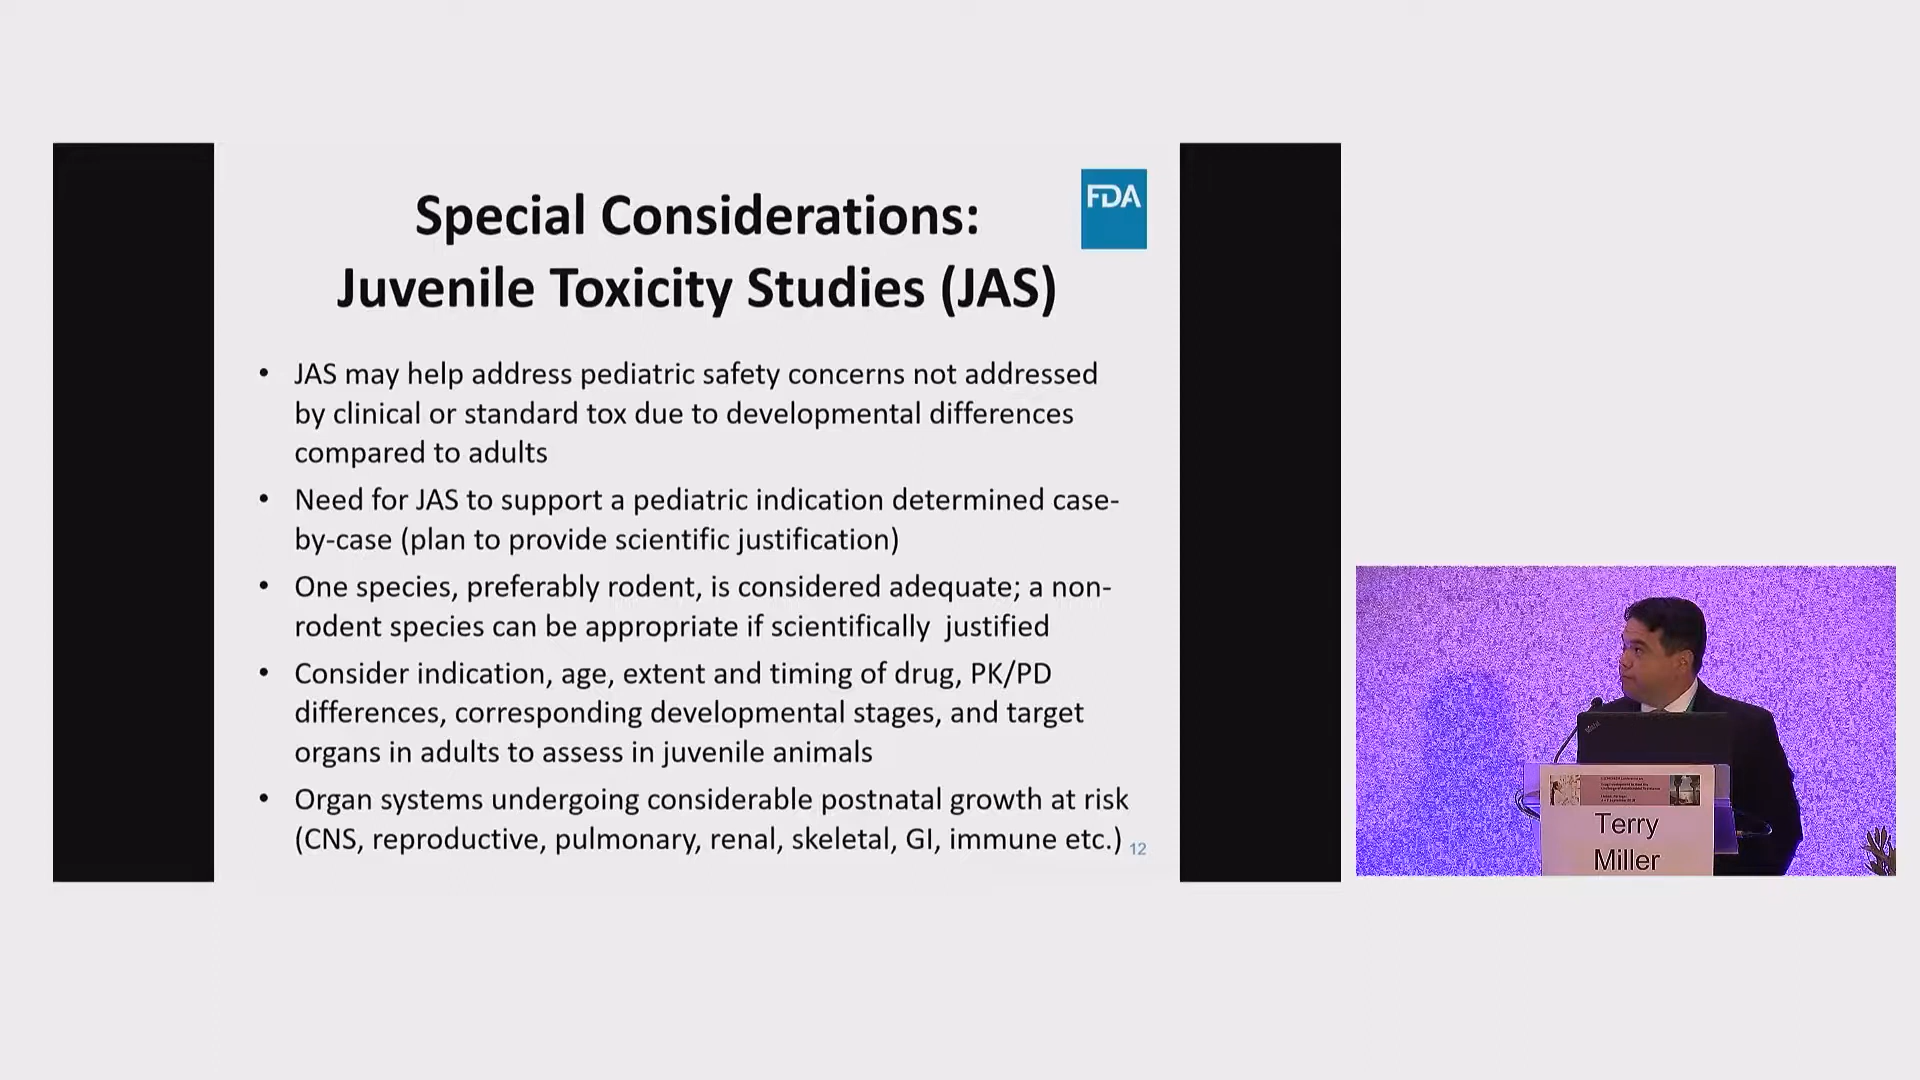 Special Considerations:
Juvenile Toxicity Studies (JAS)
FDA
• JAS may help address pediatric safety concerns not addressed
by clinical or standard tox due to developmental differences
compared to adults
• Need for JAS to support a pediatric indication determined case-
by-case (plan to provide scientific justification)
• One species, preferably rodent, is considered adequate; a non-
rodent species can be appropriate if scientifically  justified
• Consider indication, age, extent and timing of drug, PK/PD
differences, corresponding developmental stages, and target
organs in adults to assess in juvenile animals
• Organ systems undergoing considerable postnatal growth at risk
(CNS, reproductive, pulmonary, renal, skeletal, GI, immune etc.)
12
Terry
Miller